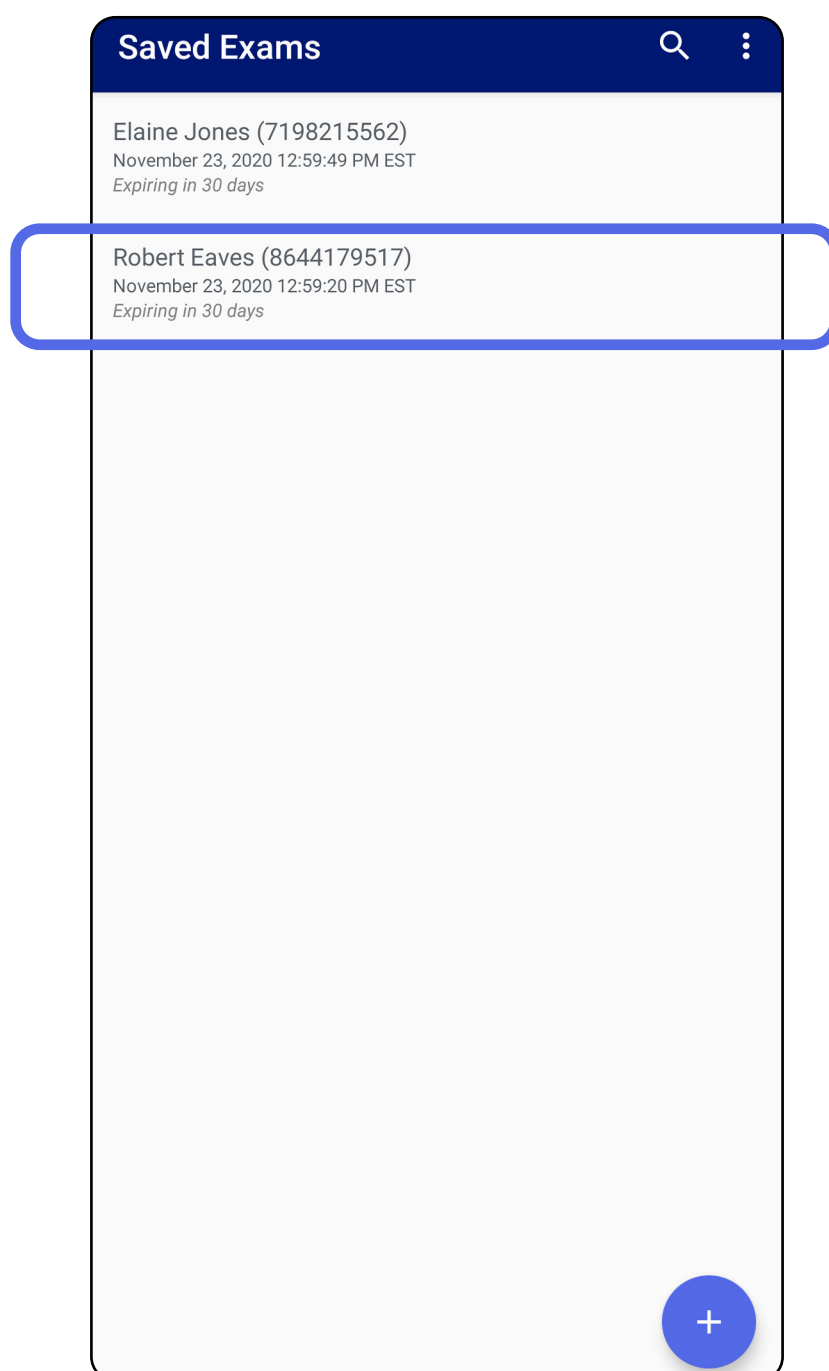 Saved Exams
Elaine Jones (7198215562)
November 23, 2020 12:59:49 PM EST
Expiring in 30 days
Robert Eaves (8644179517)
November 23, 2020 12:59:20 PM EST
Expiring in 30 days
+